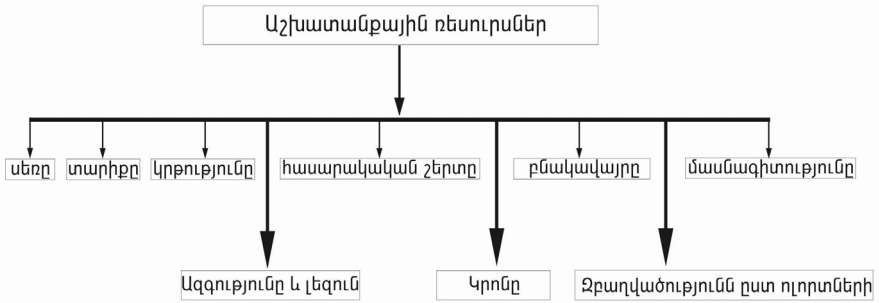 Աշխատանքային ռեսուրսներ
սեռը
տարիքը
կրթությունը
հասարակական շերտը
բնակավայրը
մասնագիտությունը
Ազգությունը և լեզուն
Կրոնը
Զբաղվածությունն ըստ ոլորտների